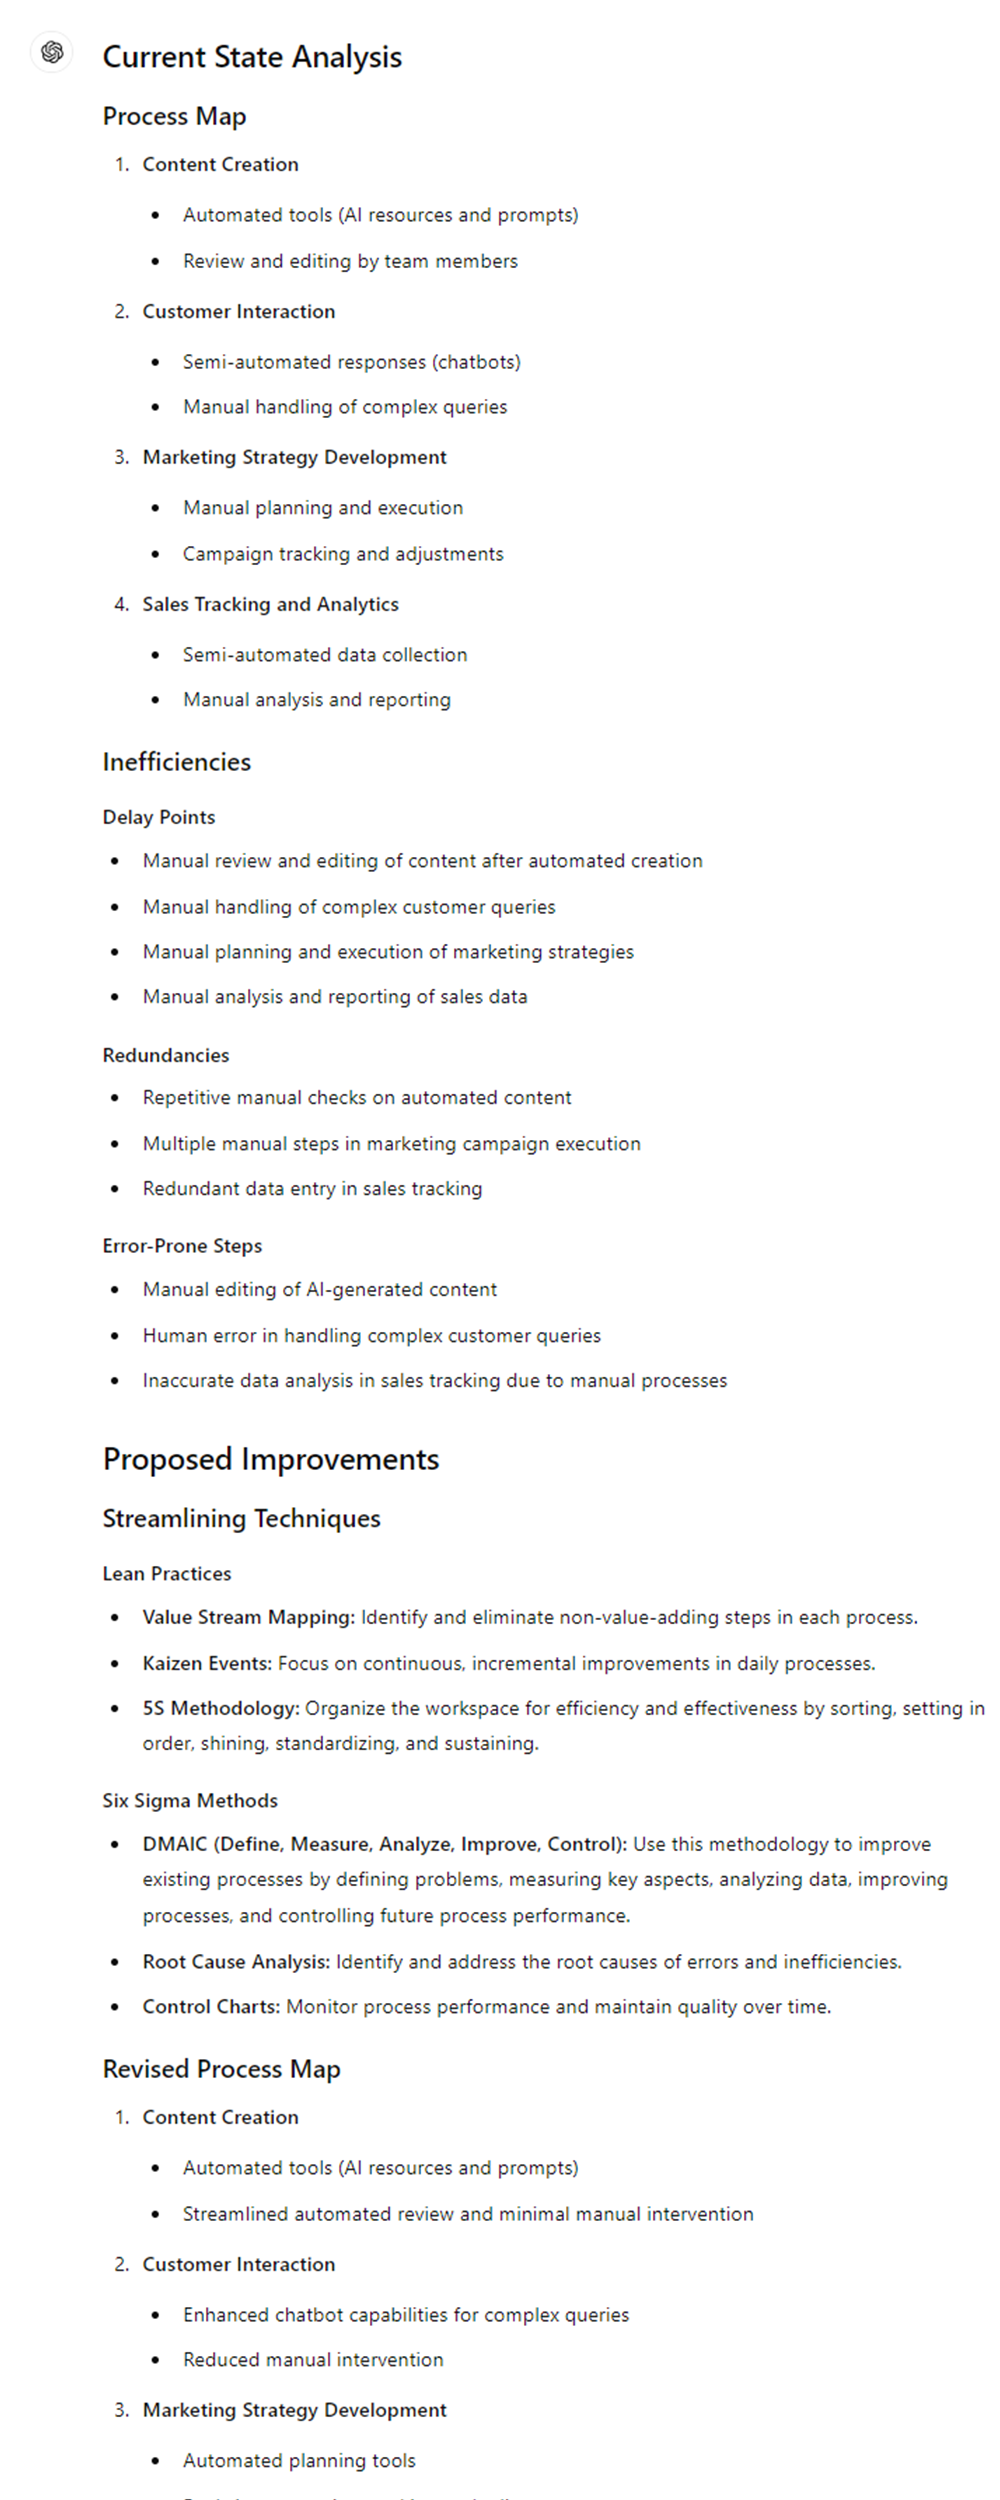 Current State Analysis
Process Map
1. Content Creation
• Automated tools (AI resources and prompts)
• Review and editing by team members
2. Customer Interaction
• Semi-automated responses (chatbots)
• Manual handling of complex queries
3. Marketing Strategy Development
• Manual planning and execution
• Campaign tracking and adjustments
4. Sales Tracking and Analytics
• Semi-automated data collection
• Manual analysis and reporting
Inefficiencies
Delay Points
• Manual review and editing of content after automated creation
• Manual handling of complex customer queries
• Manual planning and execution of marketing strategies
• Manual analysis and reporting of sales data
Redundancies
• Repetitive manual checks on automated content
• Multiple manual steps in marketing campaign execution
• Redundant data entry in sales tracking
Error-Prone Steps
• Manual editing of AI-generated content
• Human error in handling complex customer queries
• Inaccurate data analysis in sales tracking due to manual processes
Proposed Improvements
Streamlining Techniques
Lean Practices
• Value Stream Mapping: Identify and eliminate non-value-adding steps in each process.
• Kaizen Events: Focus on continuous, incremental improvements in daily processes.
• 5S Methodology: Organize the workspace for efficiency and effectiveness by sorting, setting in
order, shining, standardizing, and sustaining.
Six Sigma Methods
• DMAIC (Define, Measure, Analyze, Improve, Control): Use this methodology to improve
existing processes by defining problems, measuring key aspects, analyzing data, improving
processes, and controlling future process performance.
• Root Cause Analysis: Identify and address the root causes of errors and inefficiencies.
• Control Charts: Monitor process performance and maintain quality over time.
Revised Process Map
1. Content Creation
• Automated tools (AI resources and prompts)
• Streamlined automated review and minimal manual intervention
2. Customer Interaction
• Enhanced chatbot capabilities for complex queries
• Reduced manual intervention
3. Marketing Strategy Development
• Automated planning tools